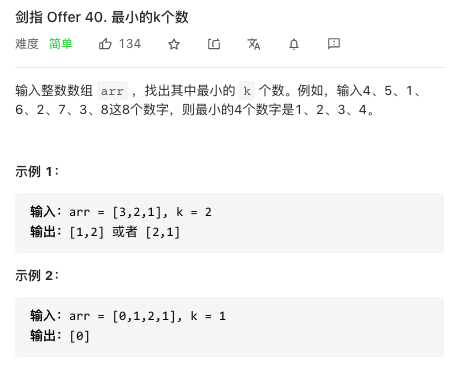 剑指 Offer 40. 最小的k个数
难度 简单 134
输入整数数组 arr ，找出其中最小的 k 个数。例如，输入4、5、1、
6、2、7、3、8这8个数字，则最小的4个数字是1、2、3、4。
示例 1：
输入：arr = [3,2,1], k = 2
输出：[1,2] 或者 [2,1]
示例 2：
输入：arr = [0,1,2,1], k = 1
输出：[0]